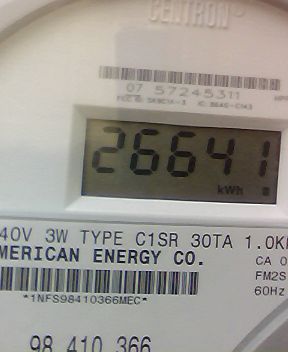 CENTRON
07 57245311
26641
kWh
40V 3W TYPE C1SR 30TA 1.0K
MERICAN ENERGY CO.
CA 0
FM2S
*1NFS98410366MEC*
60Hz
98 410 366